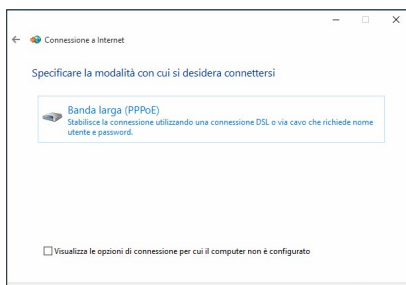 Connessione a Internet
Specificare la modalità con cui si desidera connettersi
Banda larga (PPPoE)
Stabilisce la connessione utilizzando una connessione DSL o via cavo che richiede nome
utente e password.
Visualizza le opzioni di connessione per cui il computer non è configurato